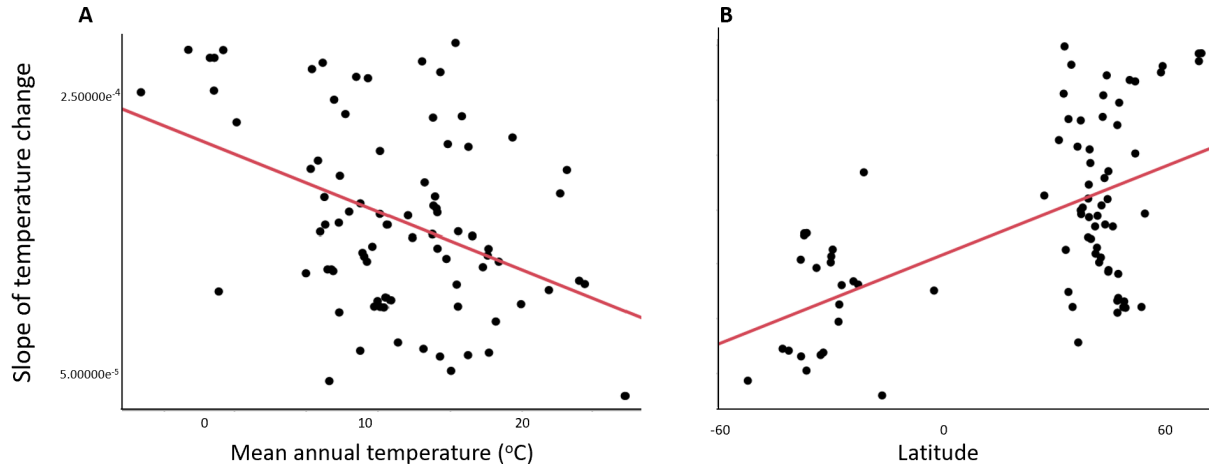 A
B
Slope of temperature change
2.50000e-4
5.00000e-5
0
10
20
Mean annual temperature (oC)
-60
0
60
Latitude